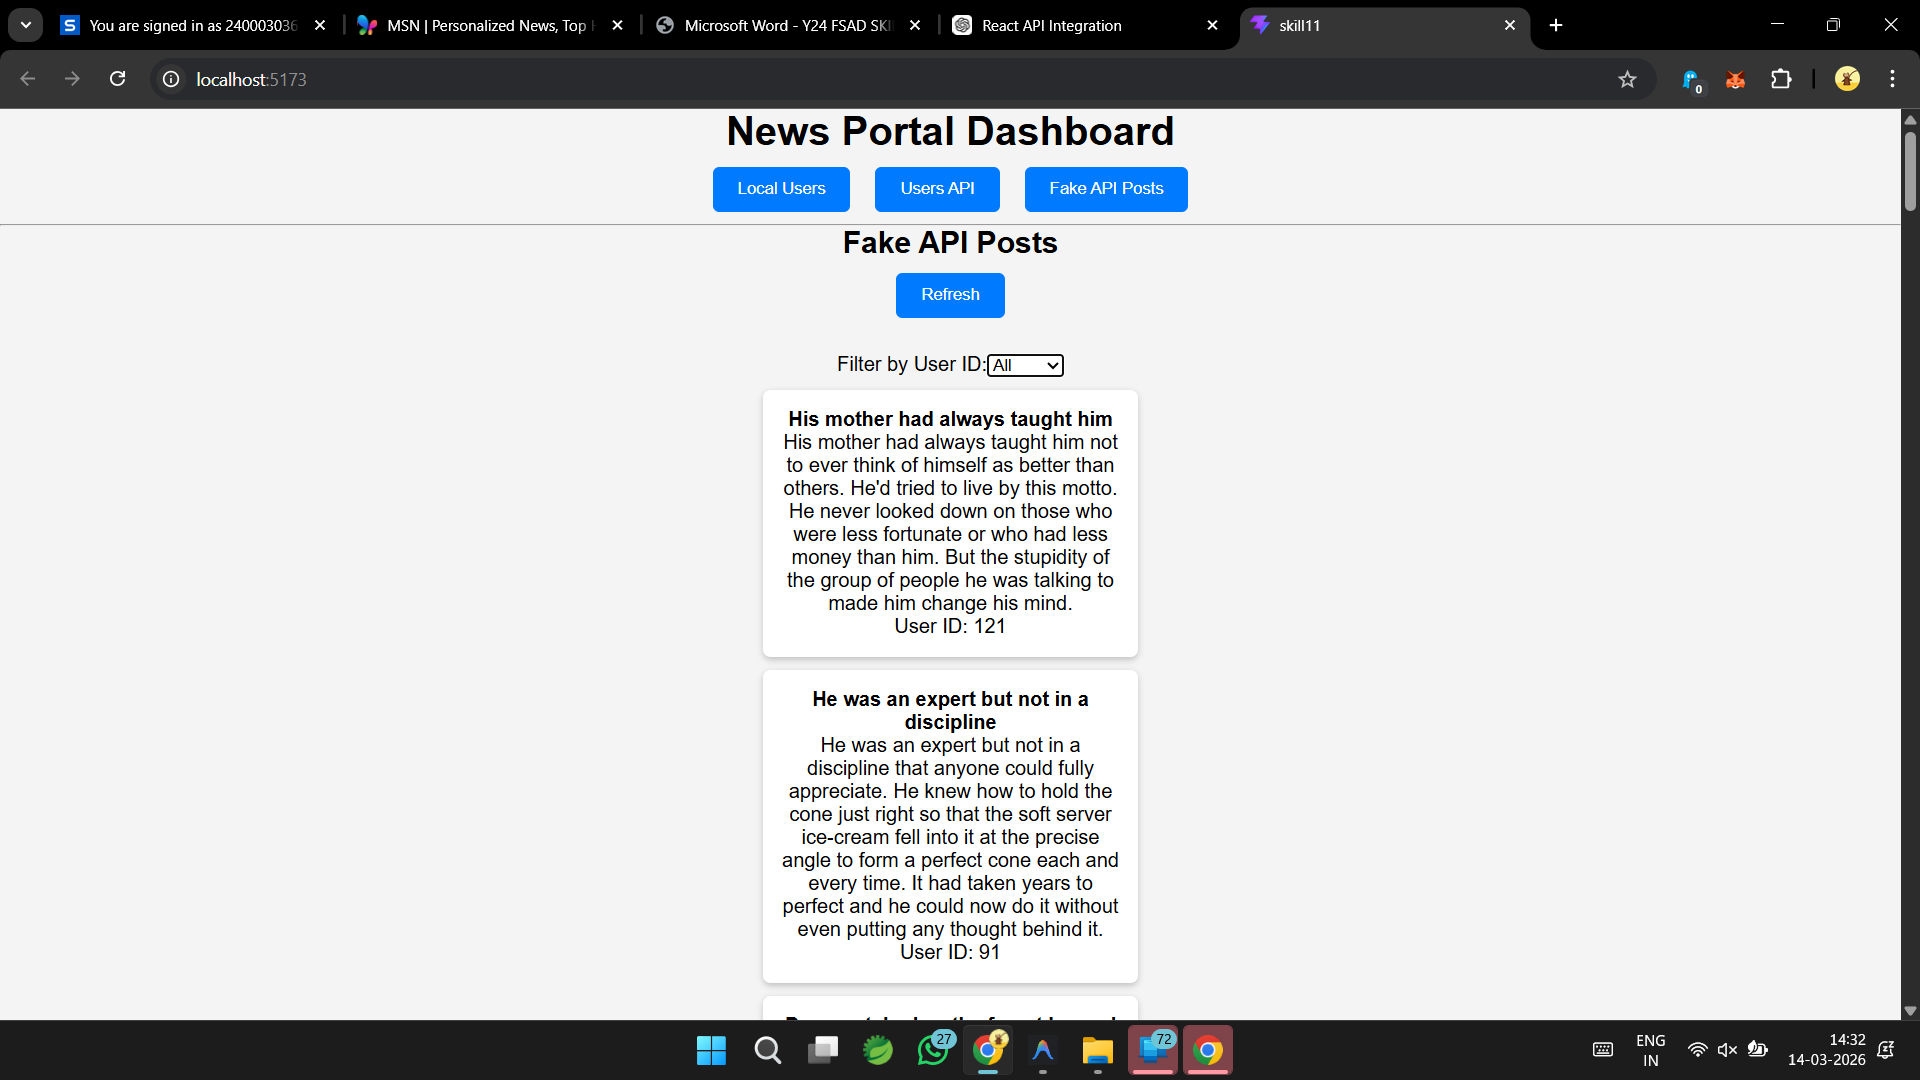 You are signed in as 240003036
MSN | Personalized News, Top
Microsoft Word - Y24 FSAD SKI
React API Integration
skill11
localhost:5173
0
News Portal Dashboard
Local Users
Users API
Fake API Posts
Fake API Posts
Refresh
Filter by User ID: All
His mother had always taught him
His mother had always taught him not
to ever think of himself as better than
others. He'd tried to live by this motto.
He never looked down on those who
were less fortunate or who had less
money than him. But the stupidity of
the group of people he was talking to
made him change his mind.
User ID: 121
He was an expert but not in a
discipline
He was an expert but not in a
discipline that anyone could fully
appreciate. He knew how to hold the
cone just right so that the soft server
ice-cream fell into it at the precise
angle to form a perfect cone each and
every time. It had taken years to
perfect and he could now do it without
even putting any thought behind it.
User ID: 91
27
72
ENG
IN
14:32
14-03-2026